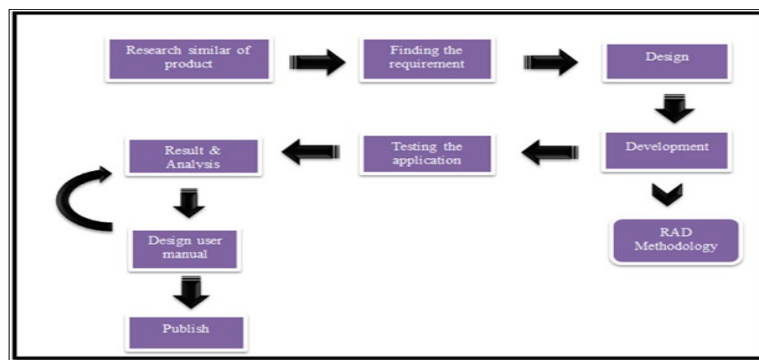 Research similar of
product
Finding the
requirement
Design
Development
Testing the
application
Result &
Analysis
RAD
Methodology
Design user
manual
Publish